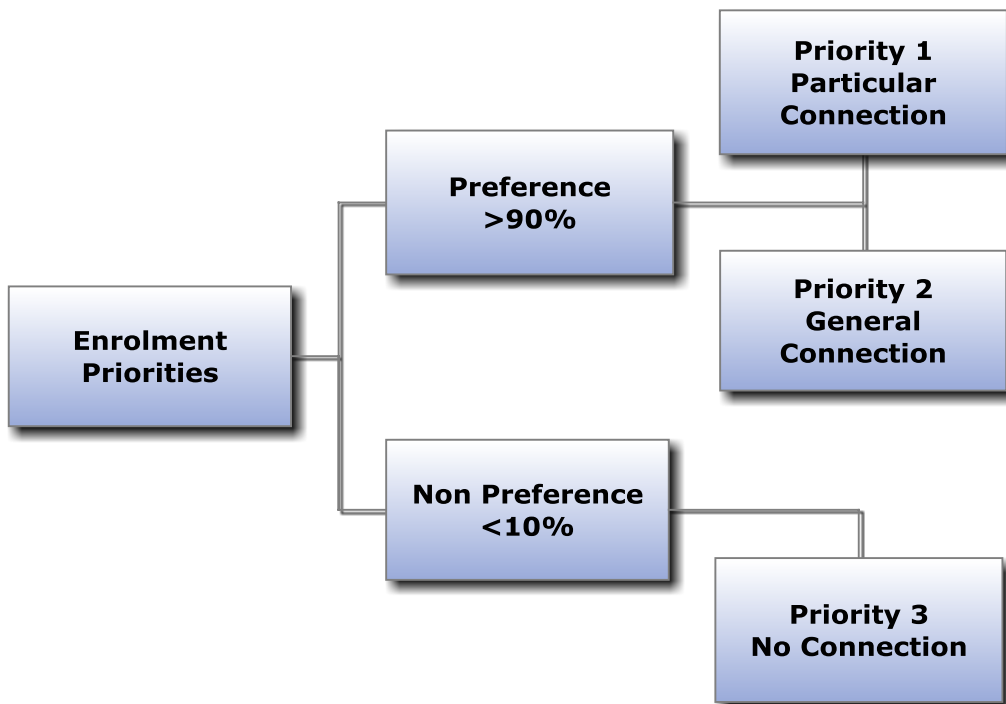 Priority 1
Particular
Connection
Preference
>90%
Priority 2
General
Connection
Enrolment
Priorities
Non Preference
<10%
Priority 3
No Connection